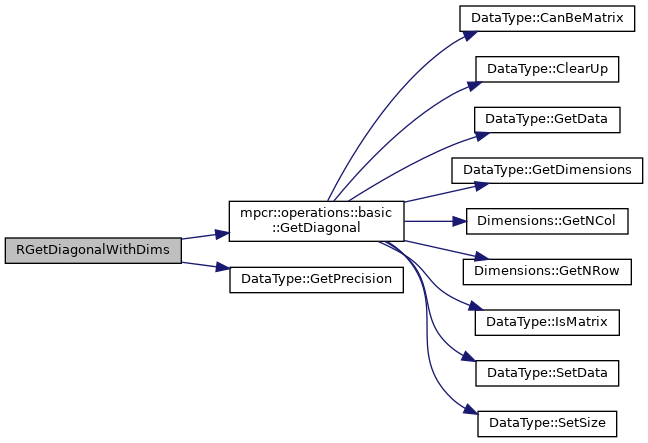 RGetDiagonalWithDims
mpcr::operations::basic
::GetDiagonal
DataType::GetPrecision
DataType::CanBeMatrix
DataType::ClearUp
DataType::GetData
DataType::GetDimensions
Dimensions::GetNCol
Dimensions::GetNRow
DataType::IsMatrix
DataType::SetData
DataType::SetSize